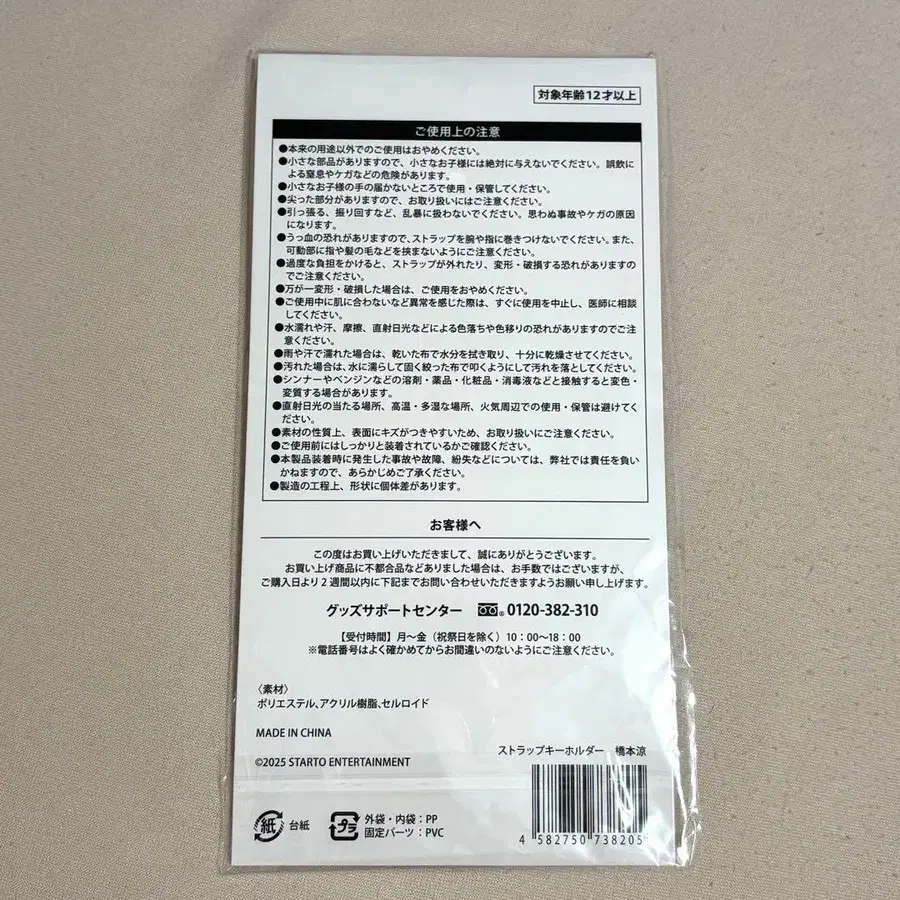 対象年齢12才以上
ご使用上の注意
●本来の用途以外でのご使用はおやめください。
●小さな部品がありますので、小さなお子様には絶対に与えないでください。誤飲に
よる窒息やケガなどの危険があります。
●小さなお子様の手の届かないところで使用・保管してください。
●尖った部分がありますので、お取り扱いにはご注意ください。
●引っ張る、振り回すなど、乱暴に扱わないでください。思わぬ事故やケガの原因
になります。
●うっ血の恐れがありますので、ストラップを腕や指に巻きつけないでください。また、
可動部に指や髪の毛などを挟まないようにご注意ください。
●過度な負担をかけると、ストラップが外れたり、変形・破損する恐れがありますの
でご注意ください。
●万が一変形・破損した場合は、ご使用をおやめください。
●ご使用中に肌に合わないなど異常を感じた際は、すぐに使用を中止し、医師に相談
してください。
●水濡れや汗、摩擦、直射日光などによる色落ちや色移りの恐れがありますのでご注
意ください。
●雨や汗で濡れた場合は、乾いた布で水分を拭き取り、十分に乾燥させてください。
●汚れた場合は、水に濡らして固く絞った布で叩くようにして汚れを落としてください。
●シンナーやベンジンなどの溶剤・薬品・化粧品・消毒液などと接触すると変色・
変質する場合があります。
●直射日光の当たる場所、高温・多湿な場所、火気周辺での使用・保管は避けてく
ださい。
●素材の性質上、表面にキズがつきやすいため、お取り扱いにご注意ください。
●ご使用前にはしっかりと装着されているかご確認ください。
●本製品装着時に発生した事故や故障、紛失などについては、弊社では責任を負い
かねますので、あらかじめご了承ください。
●製造の工程上、形状に個体差があります。
お客様へ
この度はお買い上げいただきまして、誠にありがとうございます。
お買い上げ商品に不都合品などありました場合は、お手数ではございますが、
ご購入日より2週間以内に下記までお問い合わせいただきますようお願い申し上げます。
グッズサポートセンター 0120-382-310
【受付時間】月〜金（祝祭日を除く）10：00〜18：00
※電話番号はよく確かめてからお間違いのないようにご注意ください。
〈素材〉
ポリエステル、アクリル樹脂、セルロイド
MADE IN CHINA
©2025 STARTO ENTERTAINMENT
ストラップキーホルダー 橋本涼
紙 台紙
プラ 外袋・内袋：PP
固定パーツ：PVC
4 582750 738205